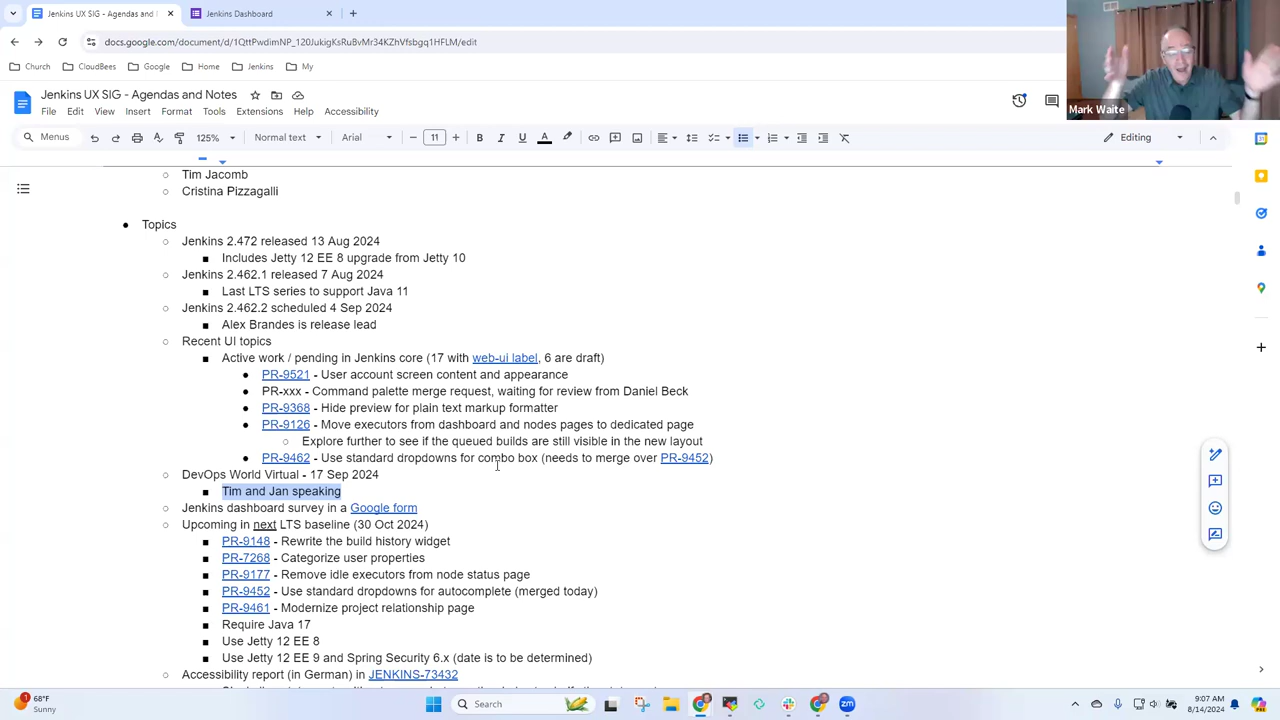 Jenkins UX SIG - Agendas and N
Jenkins Dashboard
docs.google.com/document/d/1QttPwdimNP_120JukigKsRuBvMr34KZhVfsbgq1HFLM/edit
Church
CloudBees
Google
Home
Jenkins
My
Jenkins UX SIG - Agendas and Notes
File Edit View Insert Format Tools Extensions Help Accessibility
Mark Waite
Menus 125% Normal text Arial 11 B I U A Editing
Tim Jacomb
Cristina Pizzagalli
Topics
Jenkins 2.472 released 13 Aug 2024
Includes Jetty 12 EE 8 upgrade from Jetty 10
Jenkins 2.462.1 released 7 Aug 2024
Last LTS series to support Java 11
Jenkins 2.462.2 scheduled 4 Sep 2024
Alex Brandes is release lead
Recent UI topics
Active work / pending in Jenkins core (17 with web-ui label, 6 are draft)
PR-9521 - User account screen content and appearance
PR-xxx - Command palette merge request, waiting for review from Daniel Beck
PR-9368 - Hide preview for plain text markup formatter
PR-9126 - Move executors from dashboard and nodes pages to dedicated page
Explore further to see if the queued builds are still visible in the new layout
PR-9462 - Use standard dropdowns for combo box (needs to merge over PR-9452)
DevOps World Virtual - 17 Sep 2024
Tim and Jan speaking
Jenkins dashboard survey in a Google form
Upcoming in next LTS baseline (30 Oct 2024)
PR-9148 - Rewrite the build history widget
PR-7268 - Categorize user properties
PR-9177 - Remove idle executors from node status page
PR-9452 - Use standard dropdowns for autocomplete (merged today)
PR-9461 - Modernize project relationship page
Require Java 17
Use Jetty 12 EE 8
Use Jetty 12 EE 9 and Spring Security 6.x (date is to be determined)
Accessibility report (in German) in JENKINS-73432
68°F
Sunny
Search
9:07 AM
8/14/2024